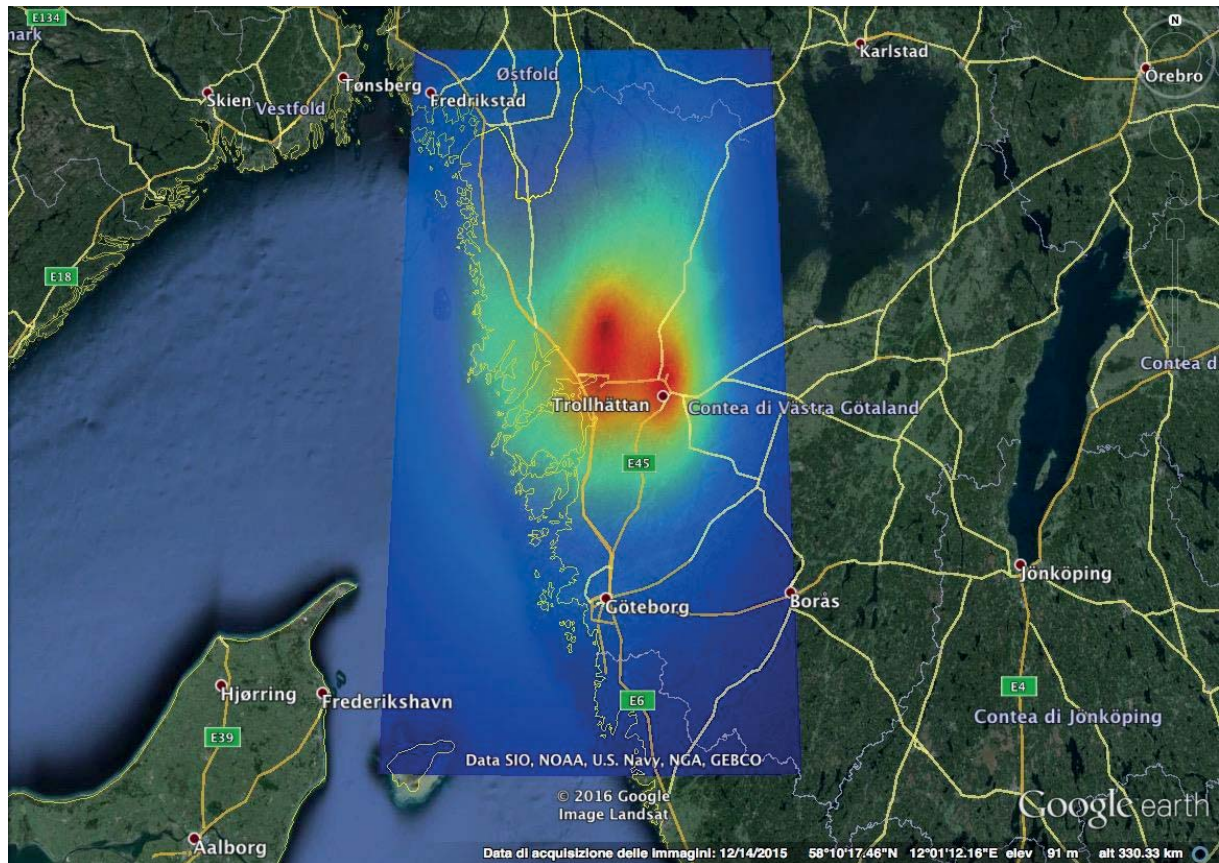 E134
mark
N
Karlstad
Örebro
Østfold
Tønsberg
Skien
Vestfold
Fredrikstad
E18
Contea d
Trollhättan
Contea di Västra Götaland
E45
Jönköping
Borås
Göteborg
Hjørring
Frederikshavn
E6
E4
Contea di Jönköping
E39
Data SIO, NOAA, U.S. Navy, NGA, GEBCO
© 2016 Google
Image Landsat
Google earth
Aalborg
Data di acquisizione delle immagini: 12/14/2015 58°10'17.46"N 12°01'12.16"E elev 91 m alt 330.33 km